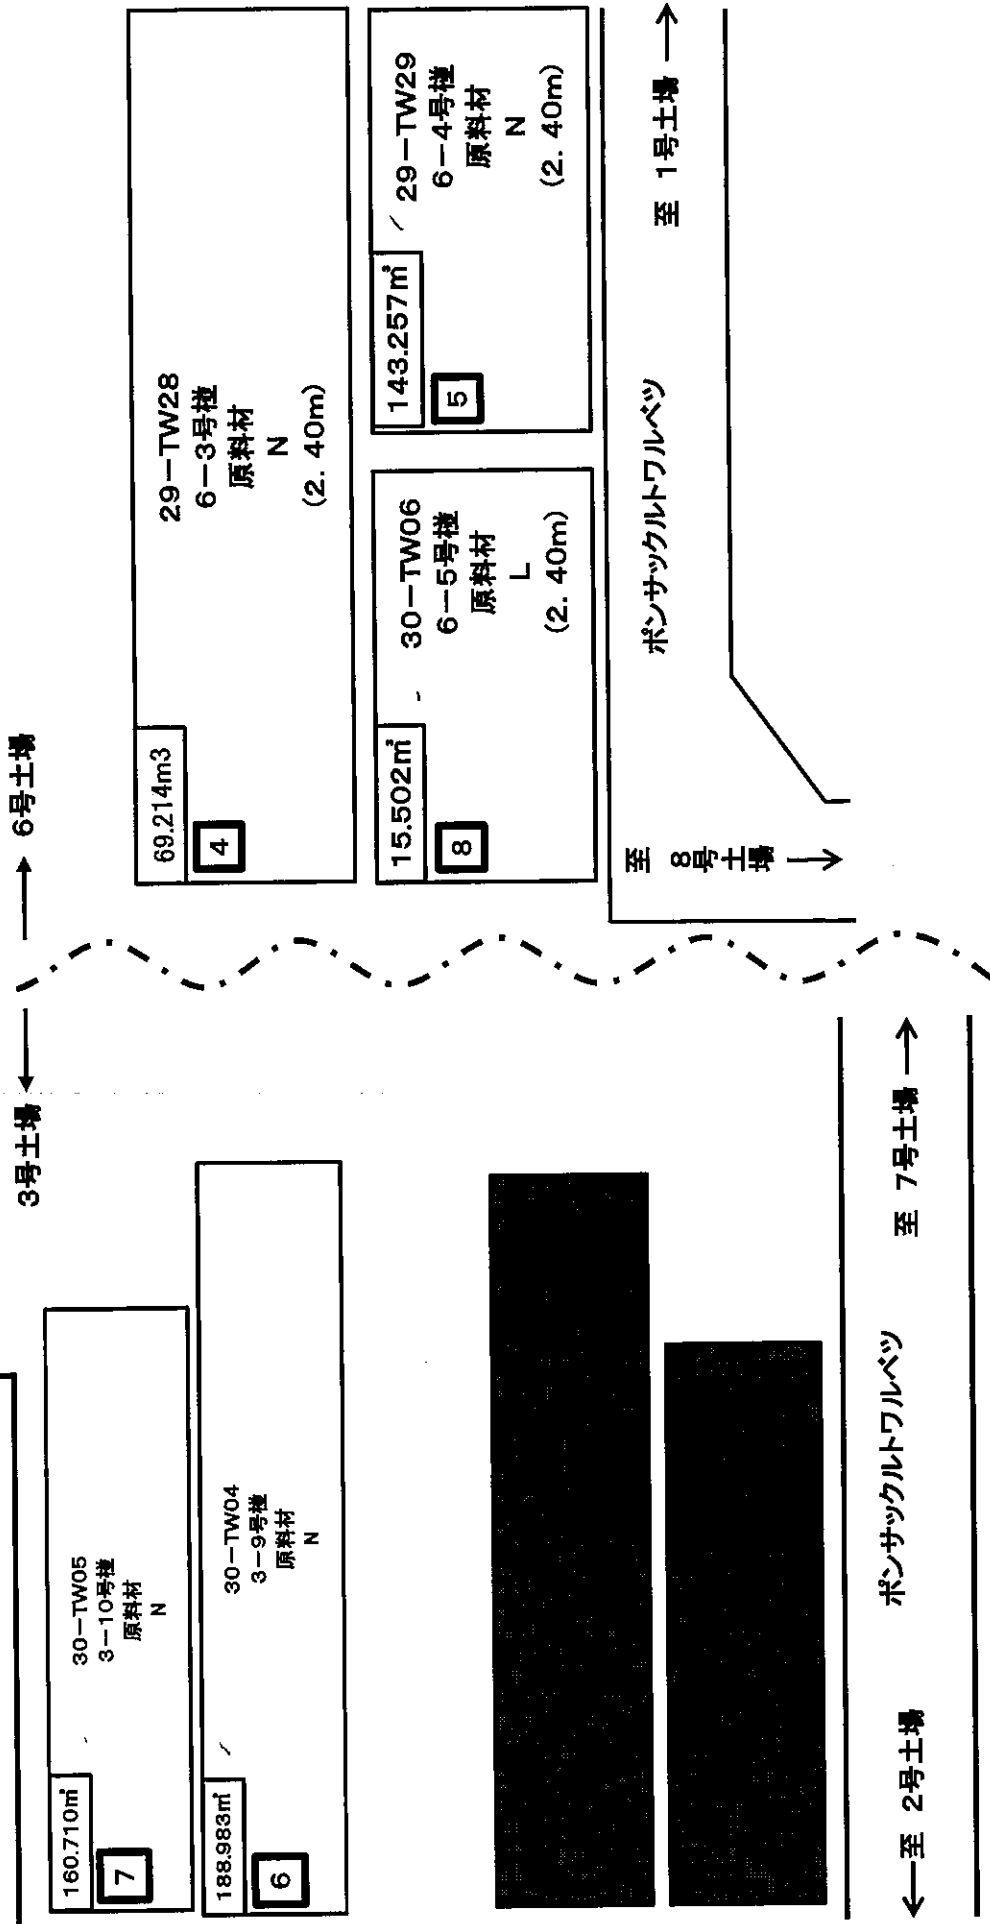 3号土場
6号土場
160.710㎥
7
30－TW05
3－10号椪
原料材
N
188.983㎥
6
30－TW04
3－9号椪
原料材
N
←至 2号土場
ポンサックルトワルベツ
至 7号土場→
69.214m3
4
29－TW28
6－3号椪
原料材
N
(2. 40m)
15.502㎥
8
30－TW06
6－5号椪
原料材
L
(2. 40m)
143.257㎥
5
29－TW29
6－4号椪
原料材
N
(2. 40m)
至 8号土場→
ポンサックルトワルベツ
至 1号土場→